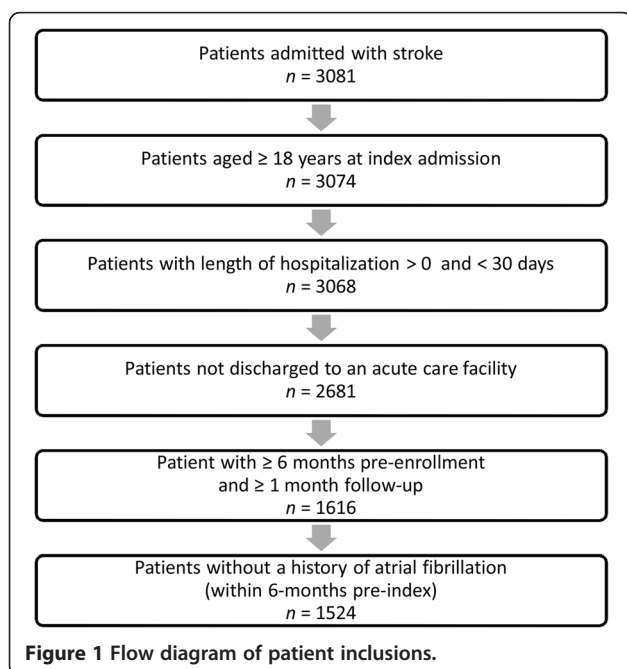 Patients admitted with stroke
n = 3081
Patients aged ≥ 18 years at index admission
n = 3074
Patients with length of hospitalization > 0 and < 30 days
n = 3068
Patients not discharged to an acute care facility
n = 2681
Patient with ≥ 6 months pre-enrollment
and ≥ 1 month follow-up
n = 1616
Patients without a history of atrial fibrillation
(within 6-months pre-index)
n = 1524
Figure 1 Flow diagram of patient inclusions.